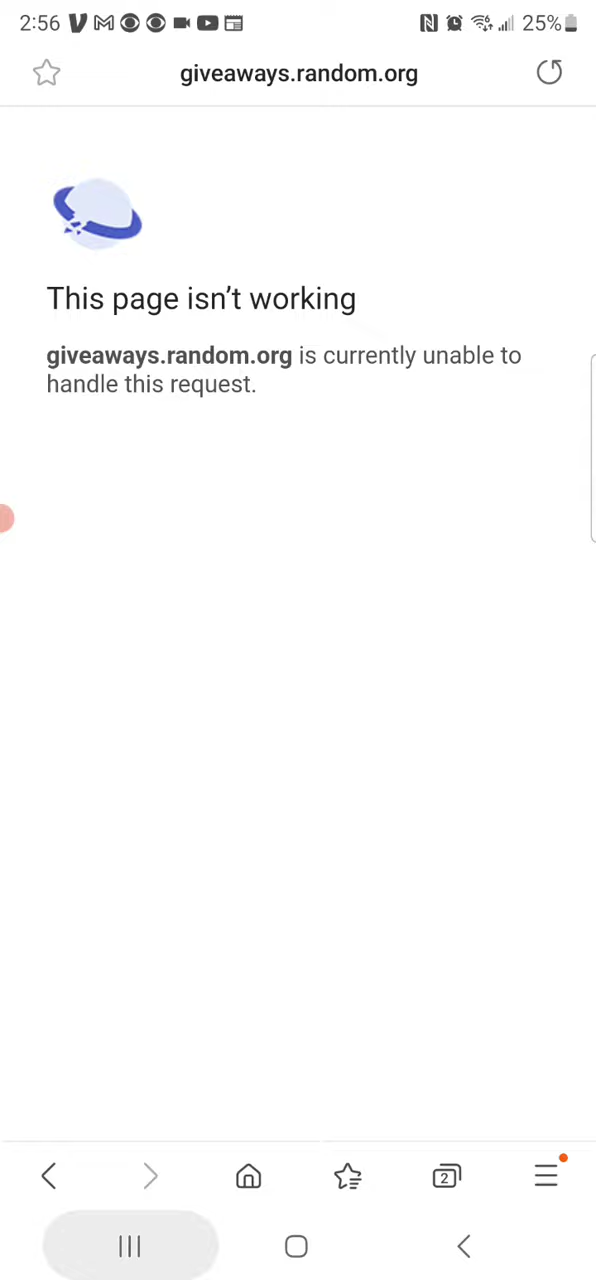 2:56
25%
giveaways.random.org
This page isn’t working
giveaways.random.org is currently unable to
handle this request.
2